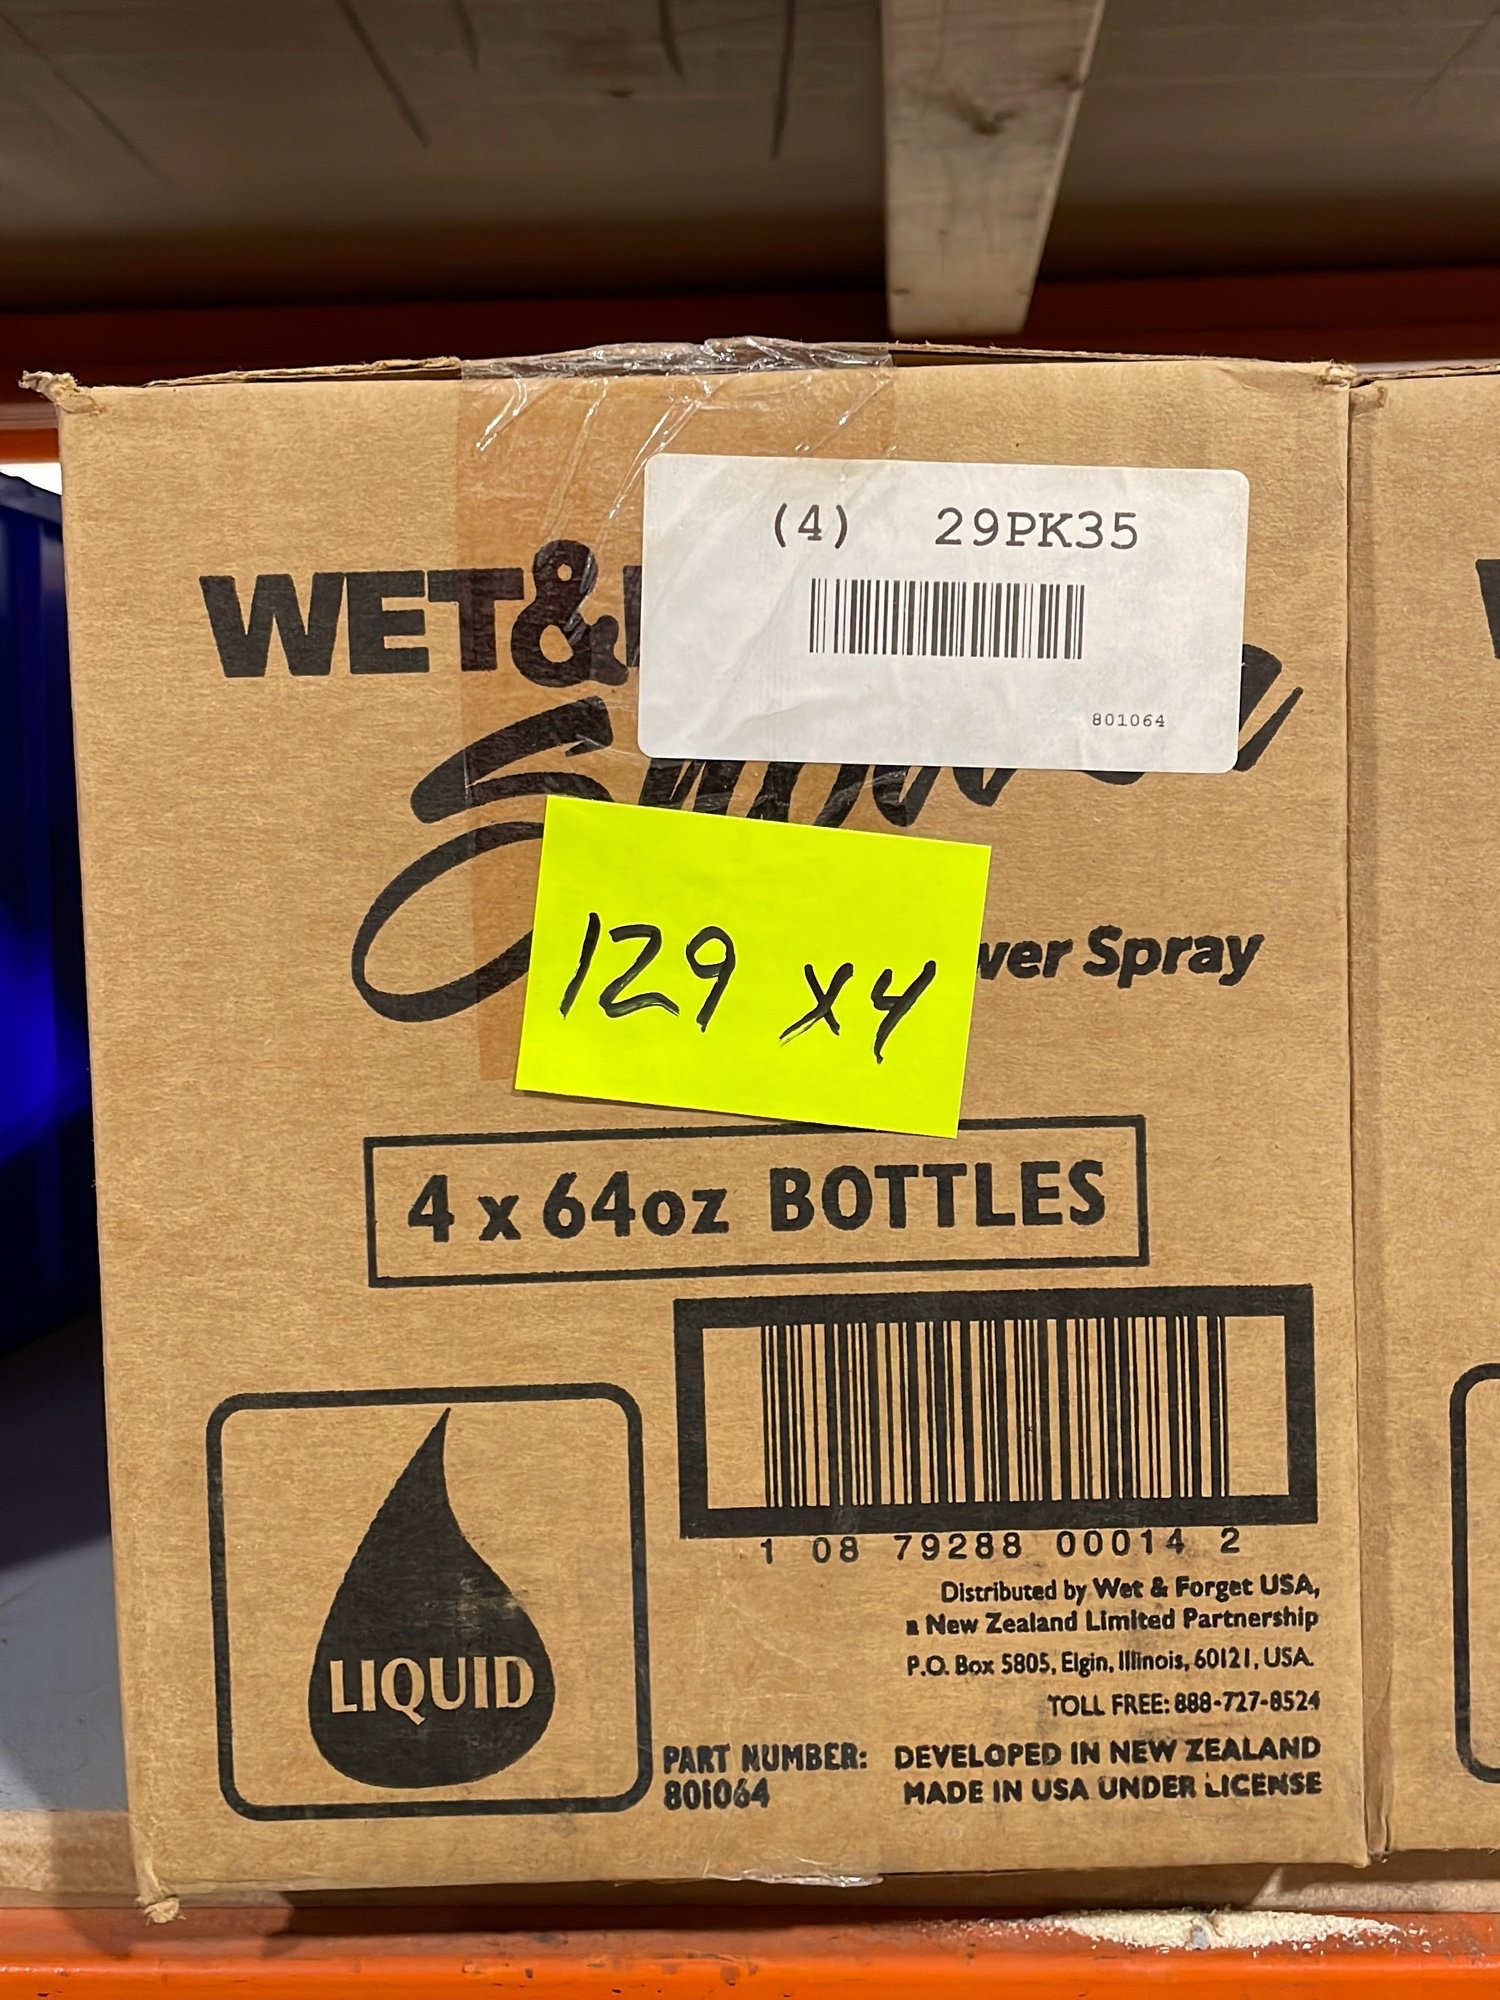 (4) 29PK35
WET&
801064
129 x4
Spray
4 x 64oz BOTTLES
1 08 79288 00014 2
Distributed by Wet & Forget USA,
a New Zealand Limited Partnership
P.O. Box 5805, Elgin, Illinois, 60121, USA.
TOLL FREE: 888-727-8524
LIQUID
PART NUMBER:
801064
DEVELOPED IN NEW ZEALAND
MADE IN USA UNDER LICENSE